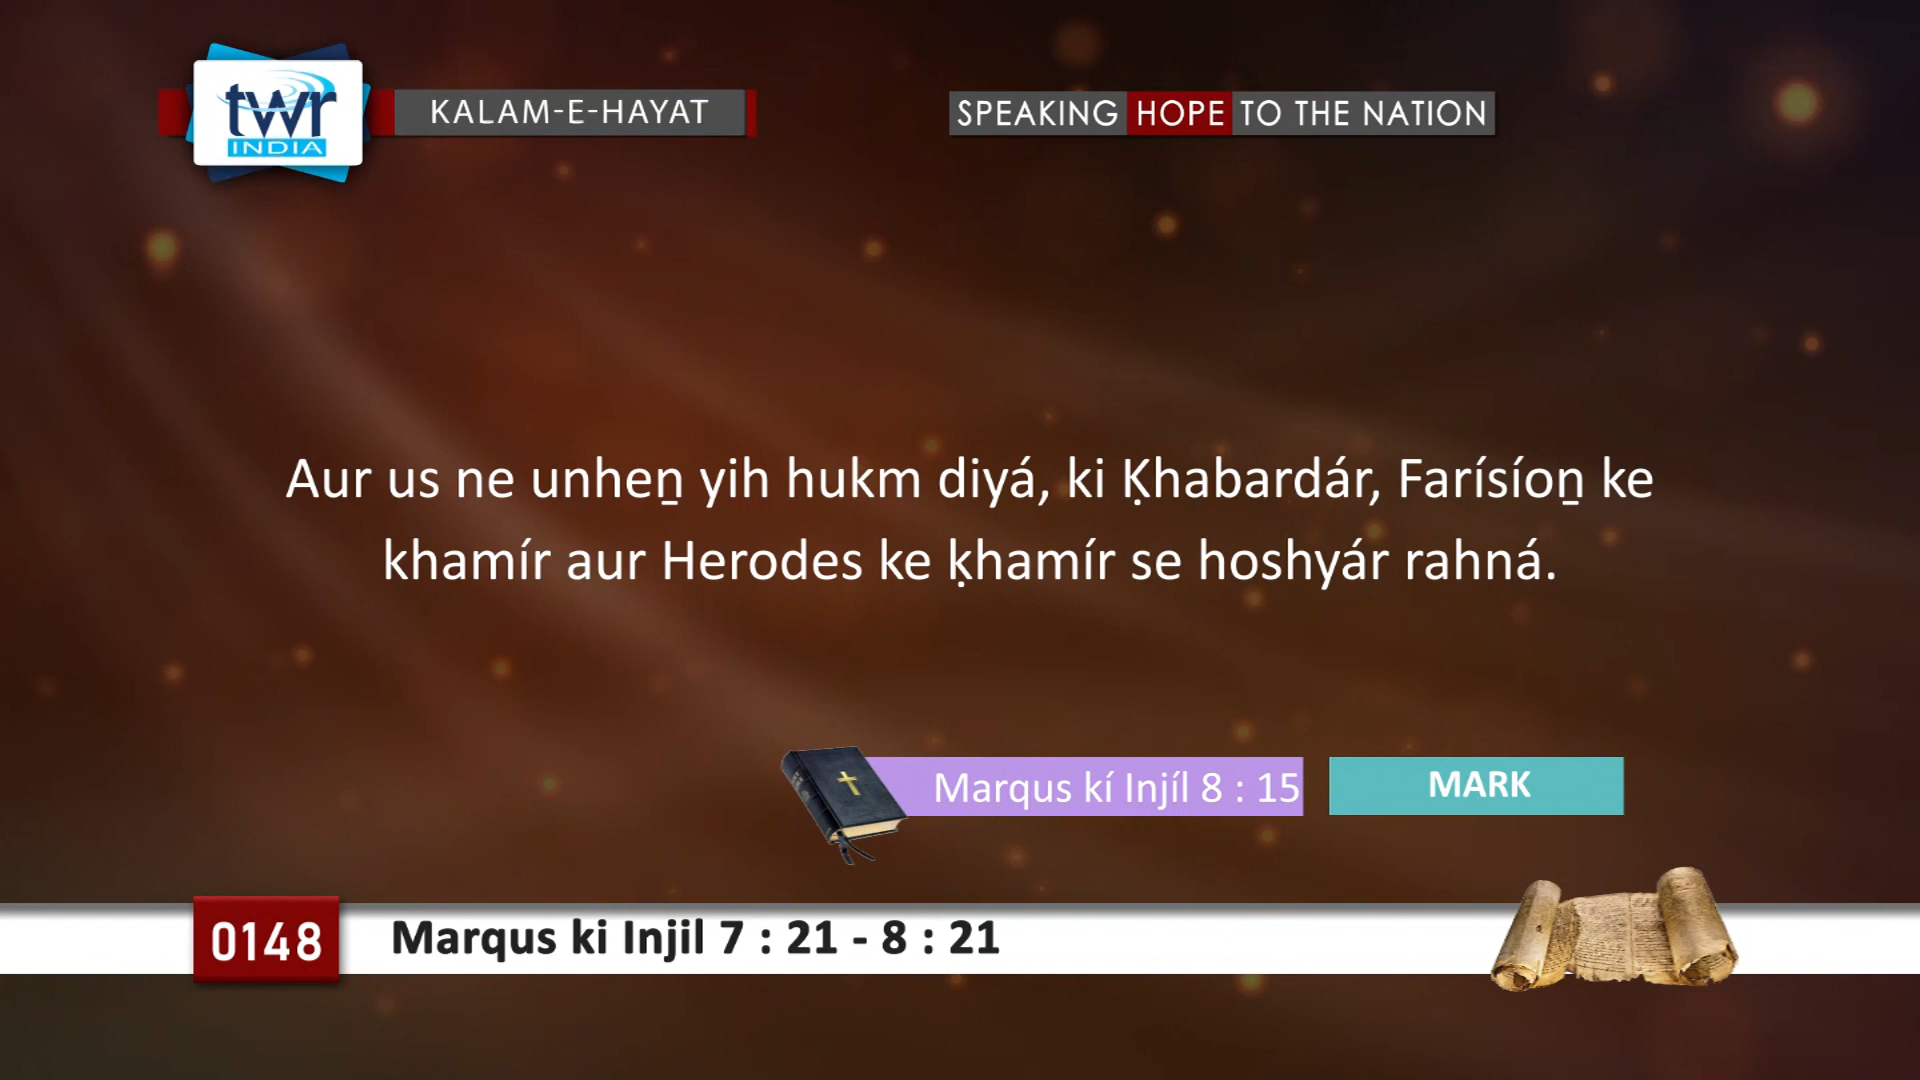 twr
INDIA
KALAM-E-HAYAT
SPEAKING HOPE TO THE NATION
Aur us ne unheṉ yih hukm diyá, ki Ḳhabardár, Farísíoṉ ke
khamír aur Herodes ke ḳhamír se hoshyár rahná.
Marqus kí Injíl 8 : 15
MARK
0148
Marqus ki Injil 7 : 21 - 8 : 21